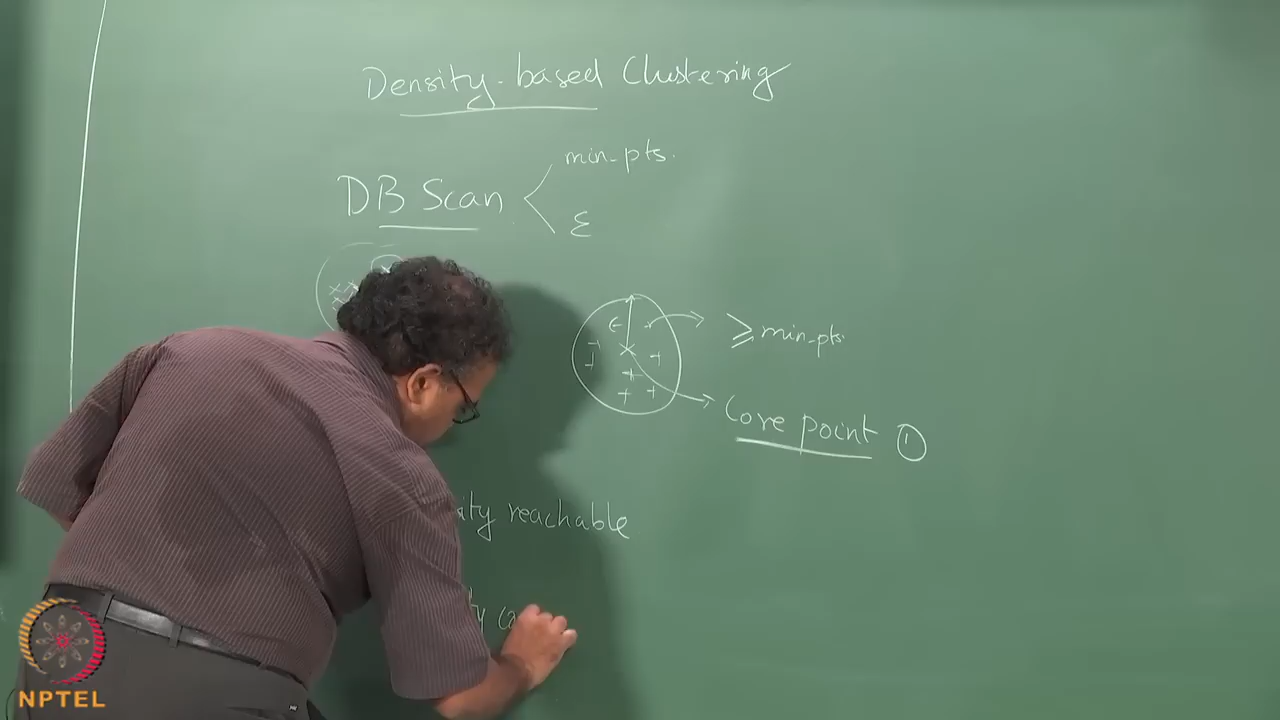 Density-based Clustering
min-pts.
DB Scan
ε
≥ min-pts.
Core point ①
reachable
NPTEL